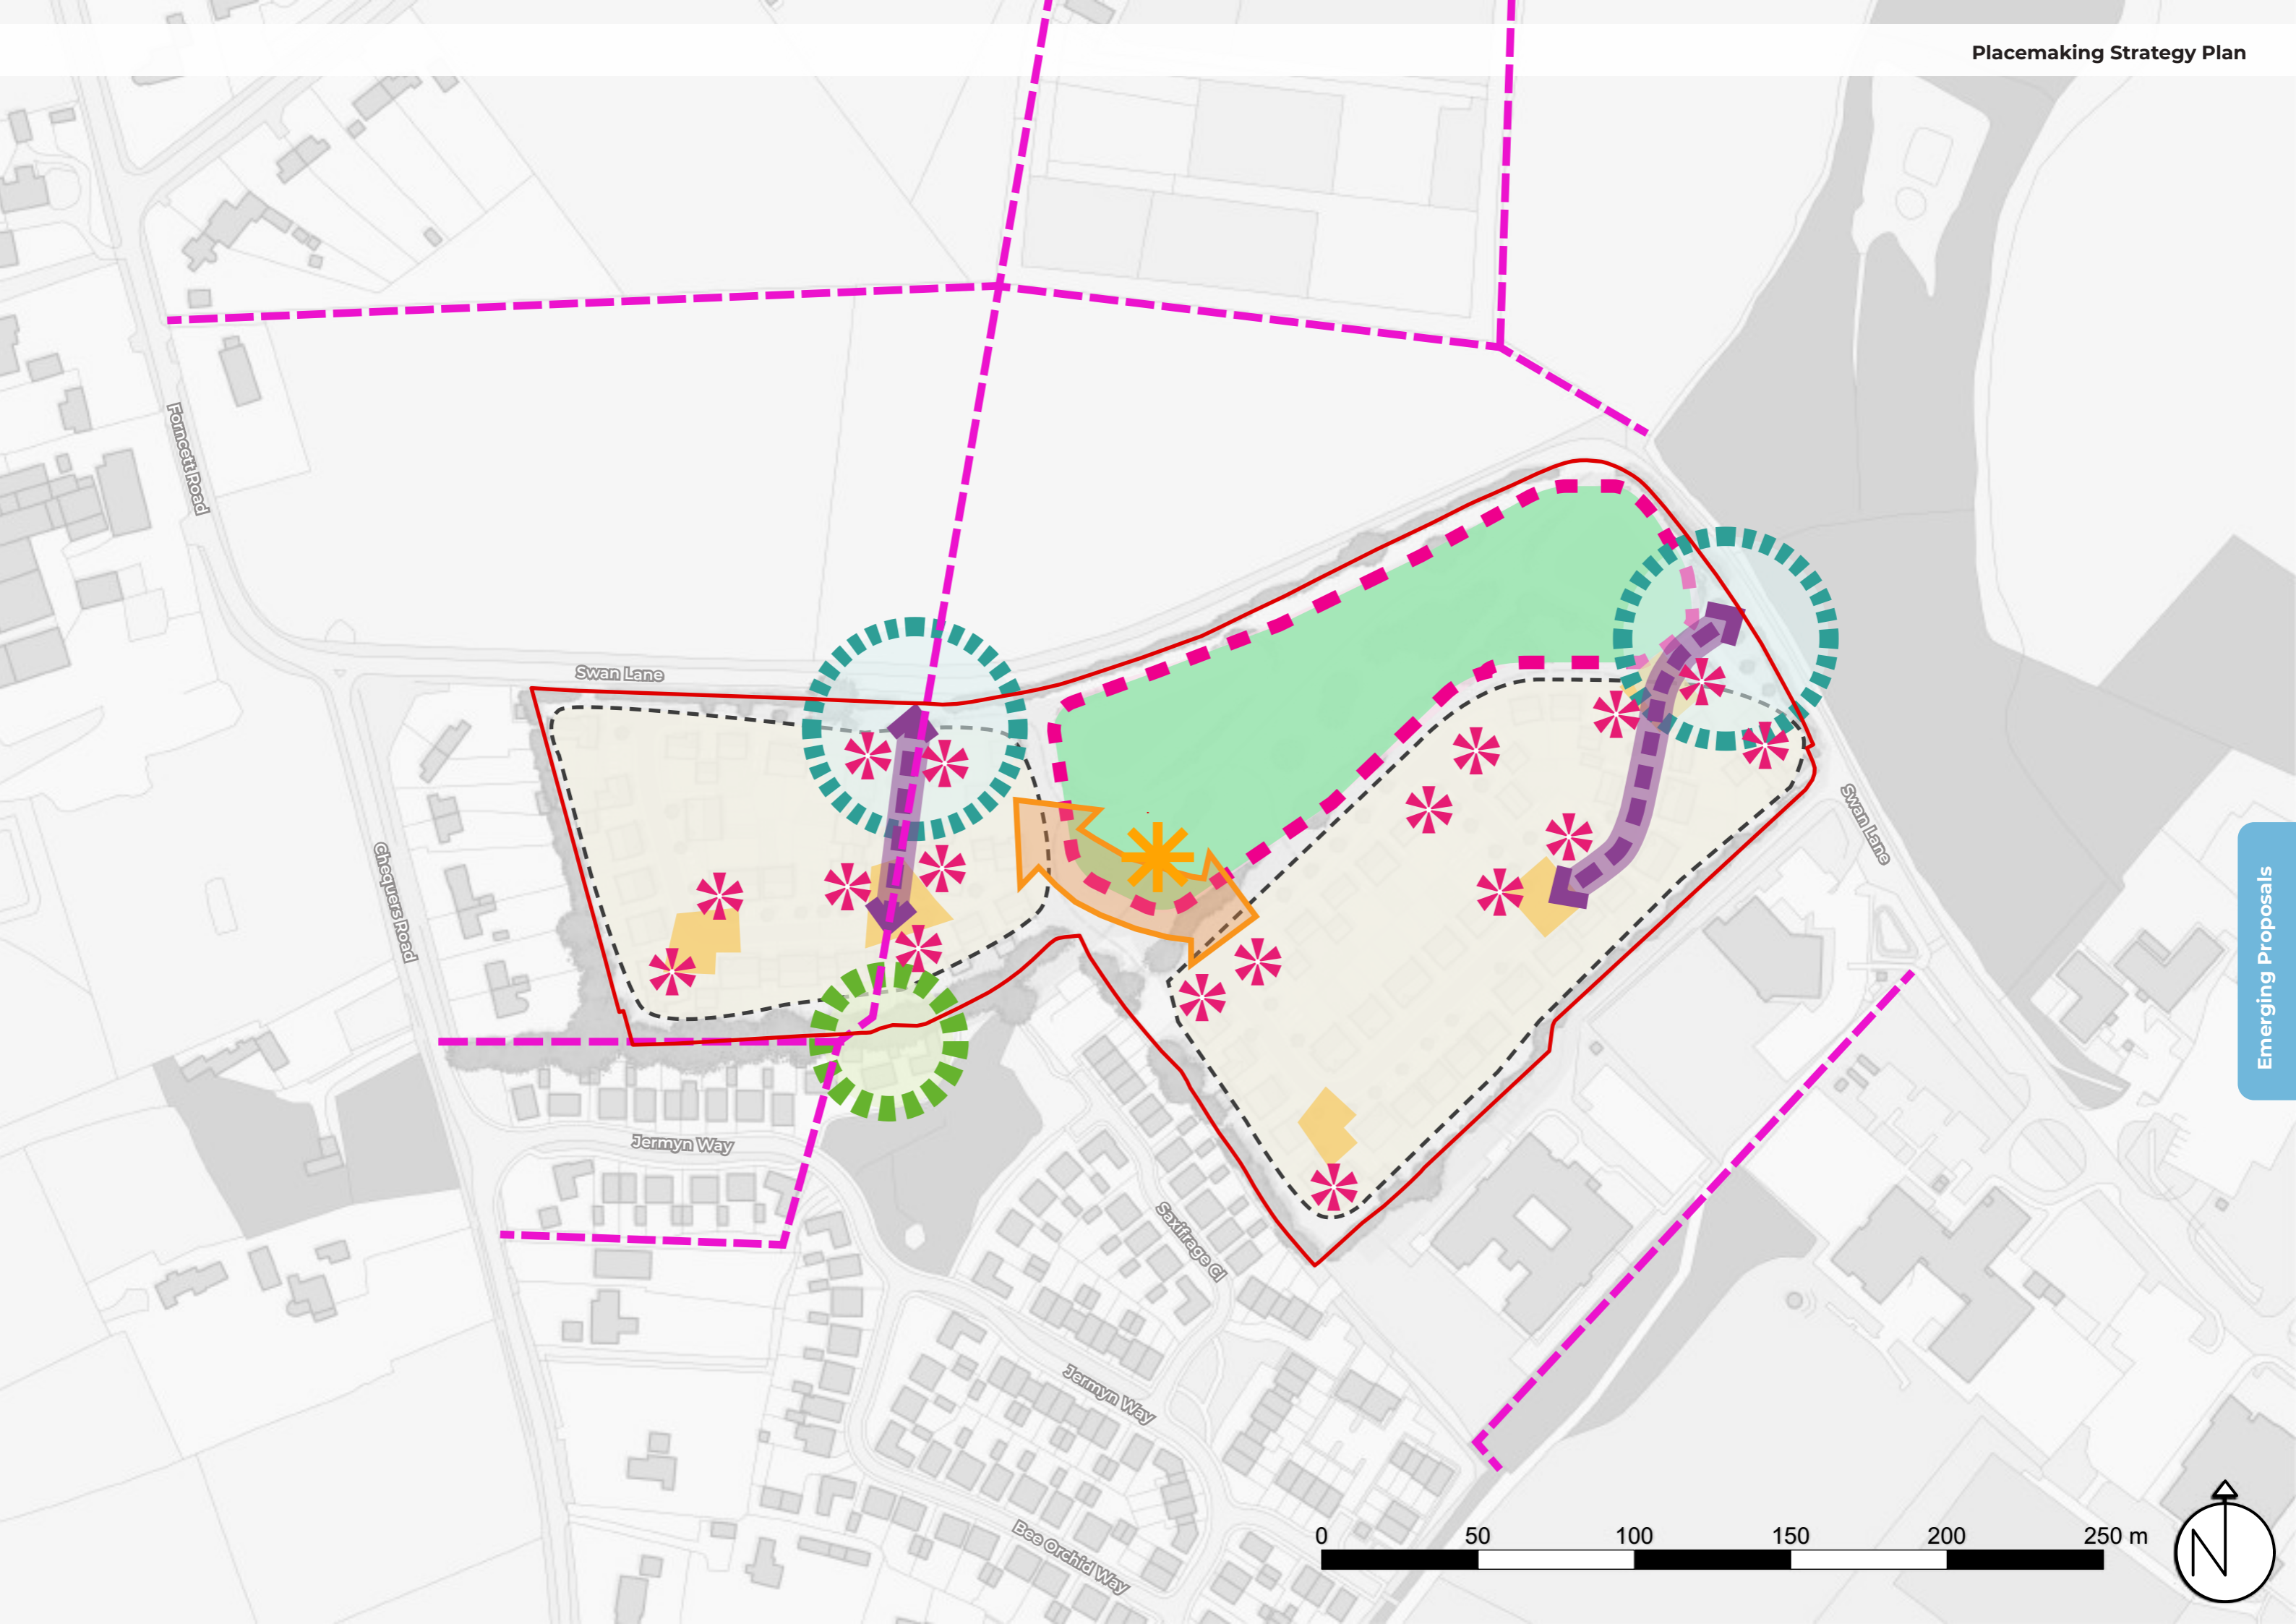 Placemaking Strategy Plan
Forncett Road
Swan Lane
Chequers Road
Swan Lane
Emerging Proposals
Jermyn Way
Saxifrage Cl
Jermyn Way
Bee Orchid Way
0 50 100 150 200 250 m
N